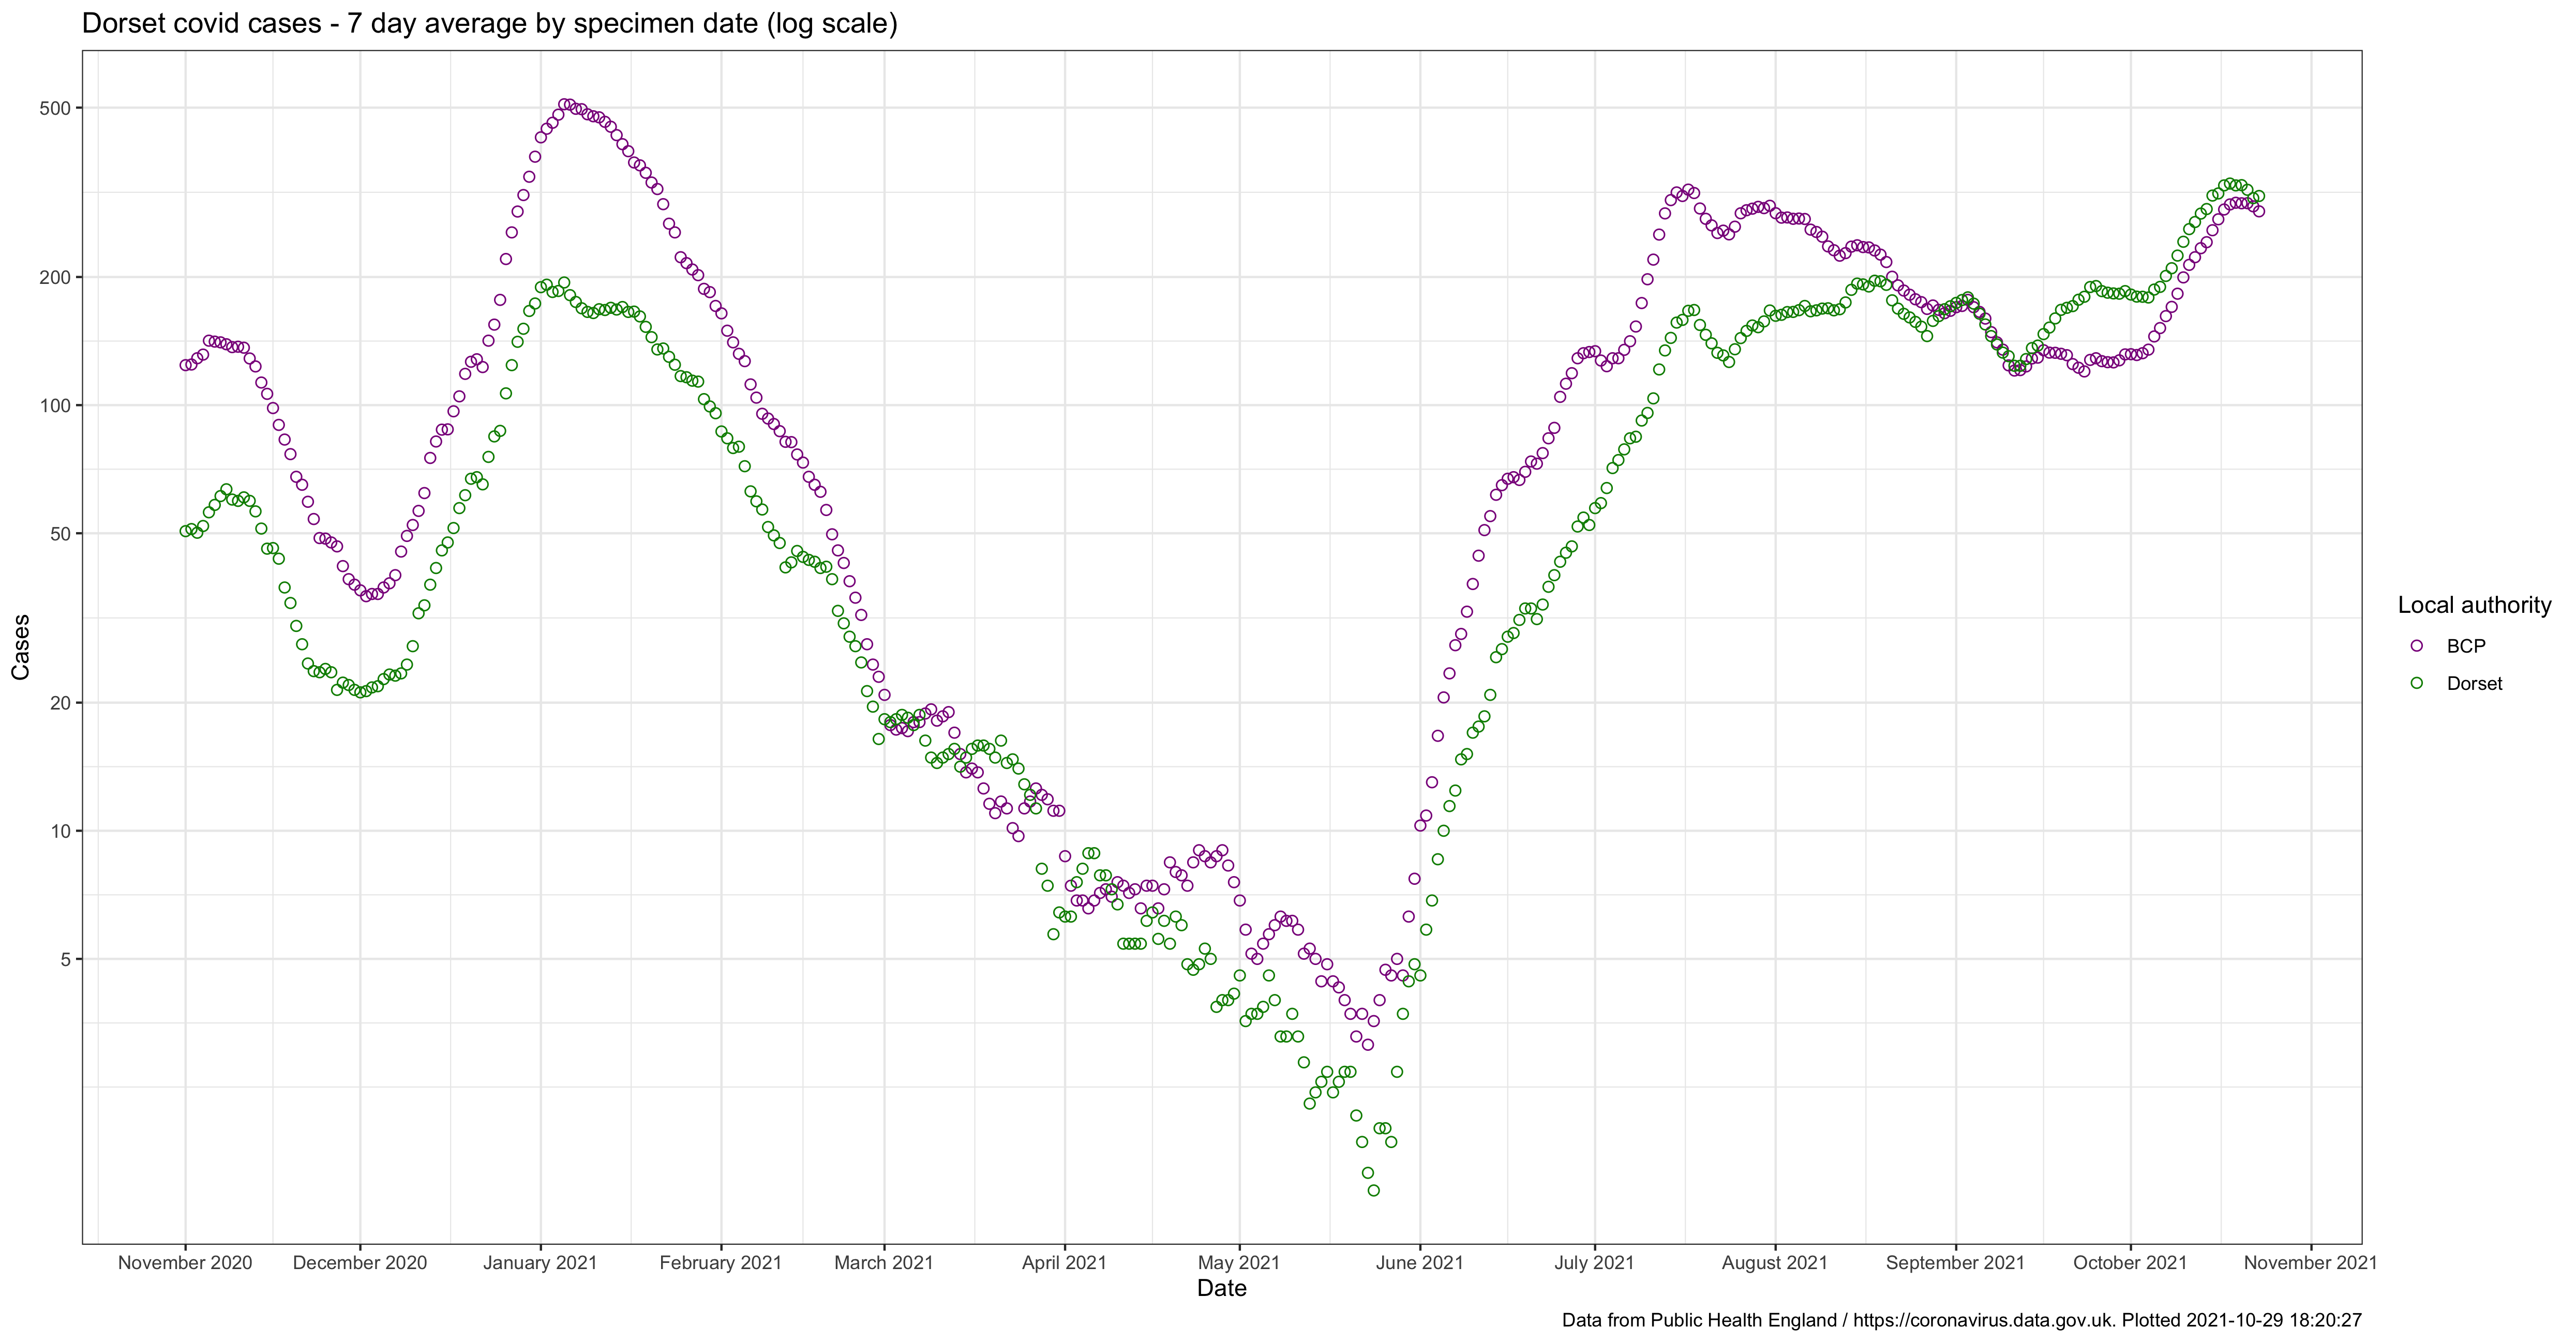 Dorset covid cases - 7 day average by specimen date (log scale)
500
200
100
50
20
10
5
Cases
November 2020
December 2020
January 2021
February 2021
March 2021
April 2021
May 2021
June 2021
July 2021
August 2021
September 2021
October 2021
November 2021
Date
Local authority
BCP
Dorset
Data from Public Health England / https://coronavirus.data.gov.uk. Plotted 2021-10-29 18:20:27